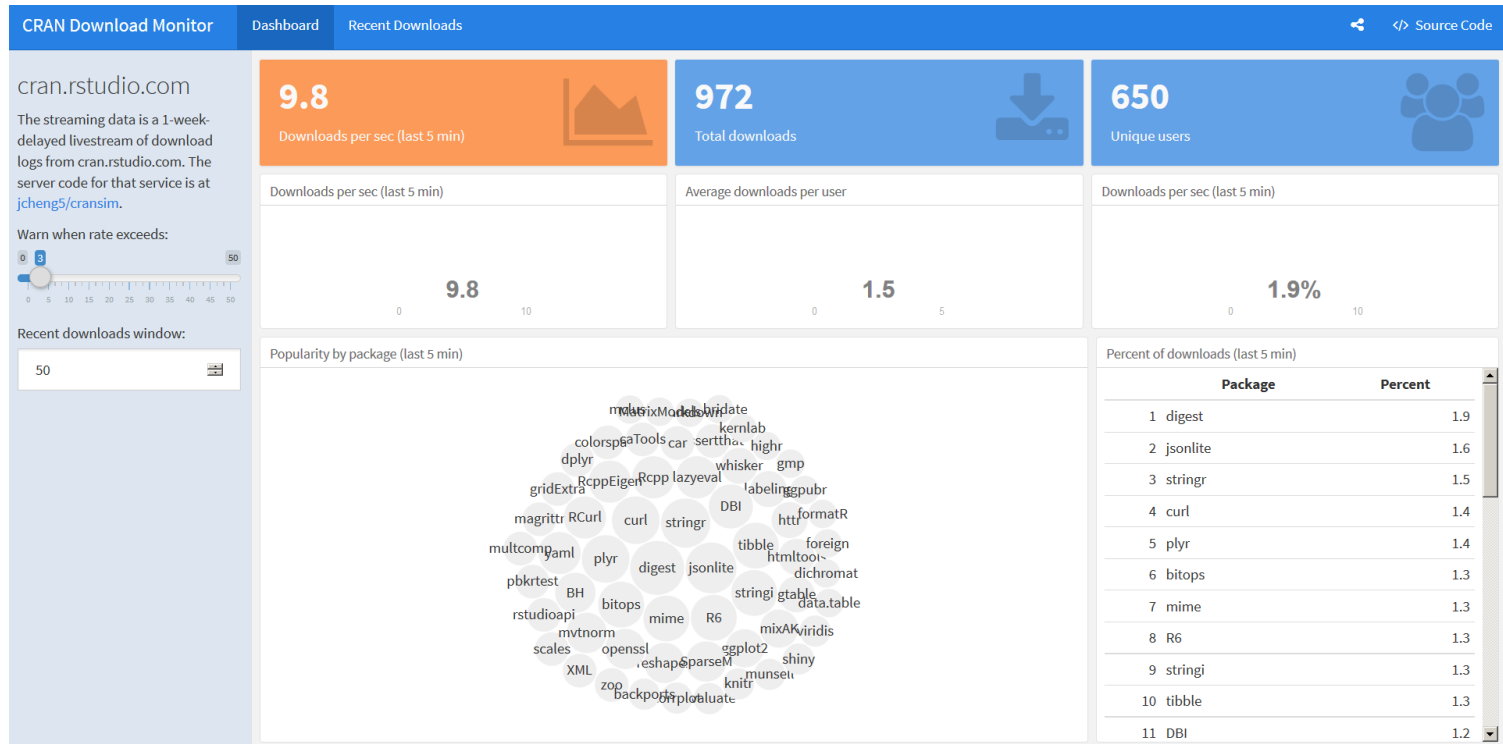 CRAN Download Monitor
Dashboard
Recent Downloads
Source Code
cran.rstudio.com
The streaming data is a 1-week-
delayed livestream of download
logs from cran.rstudio.com. The
server code for that service is at
jcheng5/cransim.
Warn when rate exceeds:
0 3 50
0 5 10 15 20 25 30 35 40 45 50
Recent downloads window:
50
9.8
Downloads per sec (last 5 min)
972
Total downloads
650
Unique users
Downloads per sec (last 5 min)
9.8
0 10
Average downloads per user
1.5
0 5
Downloads per sec (last 5 min)
1.9%
0 10
Popularity by package (last 5 min)
MatrixModels bridate
kernlab
colorspa caTools car sertthat highr
dplyr whisker gmp
gridExtra RcppEigen Rcpp lazyeval labeling ggpubr
DBI
magrittr RCurl curl stringr httr formatR
multcomp yaml plyr tibble foreign
htmltools
digest jsonlite dichromat
pbkrtest BH stringi gtable
rstudioapi bitops mime R6 data.table
mvtnorm mixAK viridis
scales openssl ggplot2
XML reshape SparseM shiny
munsell
zoo knitr
backports
Percent of downloads (last 5 min)
Package Percent
1 digest 1.9
2 jsonlite 1.6
3 stringr 1.5
4 curl 1.4
5 plyr 1.4
6 bitops 1.3
7 mime 1.3
8 R6 1.3
9 stringi 1.3
10 tibble 1.3
11 DBI 1.2